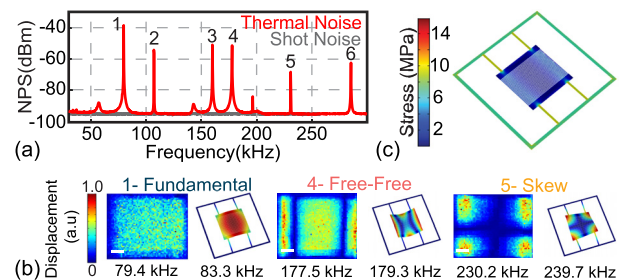 -40
-60
-80
-100
NPS(dBm)
1
2
3
4
5
6
Thermal Noise
Shot Noise
50
100
150
200
250
Frequency(kHz)
(a)
14
12
10
8
6
4
2
Stress (MPa)
(c)
1- Fundamental
4- Free-Free
5- Skew
1.0
0
Displacement
(a.u)
(b)
79.4 kHz
83.3 kHz
177.5 kHz
179.3 kHz
230.2 kHz
239.7 kHz